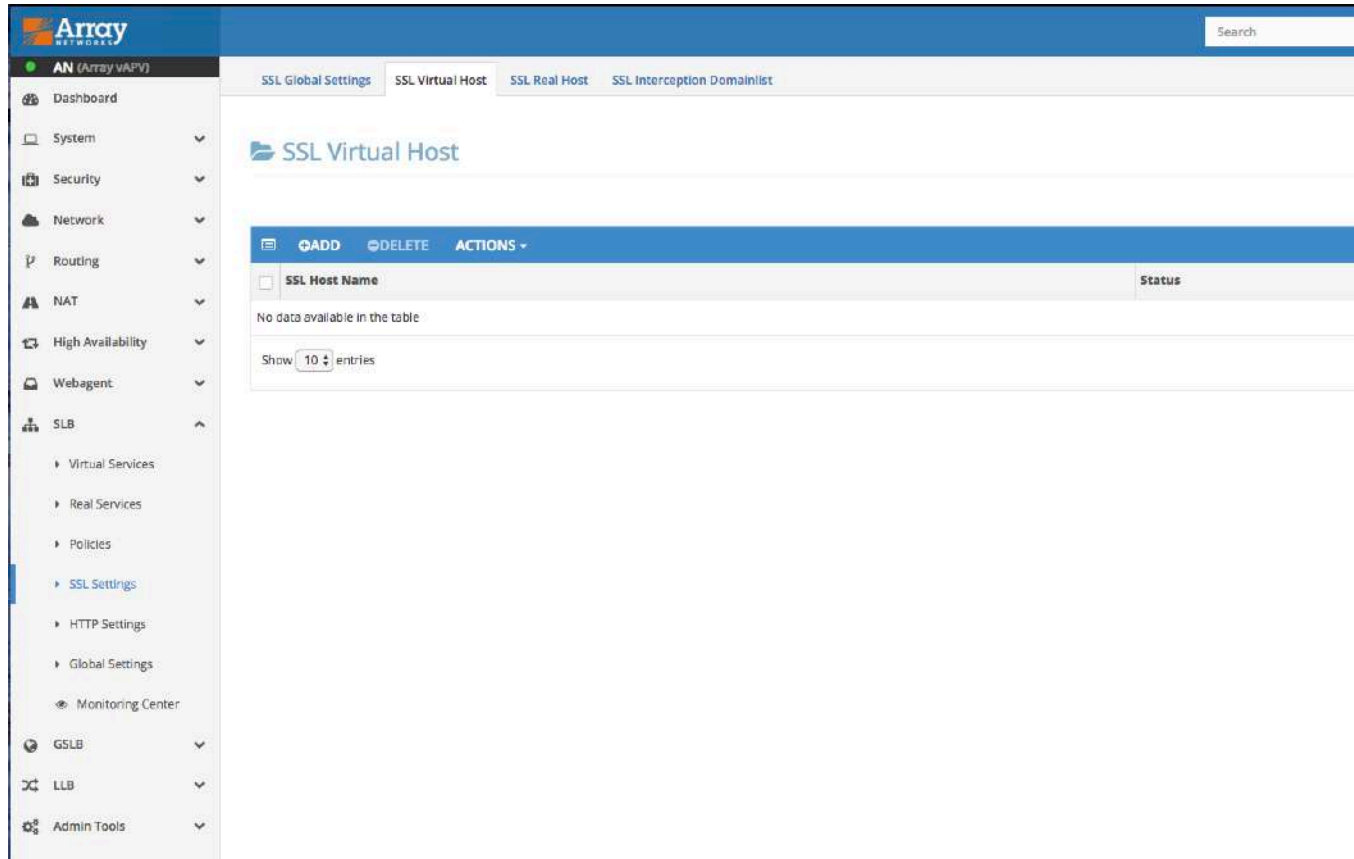 Array
NETWORKS
Search
AN (Array vAPV)
SSL Global Settings SSL Virtual Host SSL Real Host SSL Interception Domainlist
Dashboard
System
SSL Virtual Host
Security
Network
ADD DELETE ACTIONS
Routing
SSL Host Name Status
NAT
No data available in the table
High Availability
Show 10 entries
Webagent
SLB
Virtual Services
Real Services
Policies
SSL Settings
HTTP Settings
Global Settings
Monitoring Center
GSLB
LLB
Admin Tools